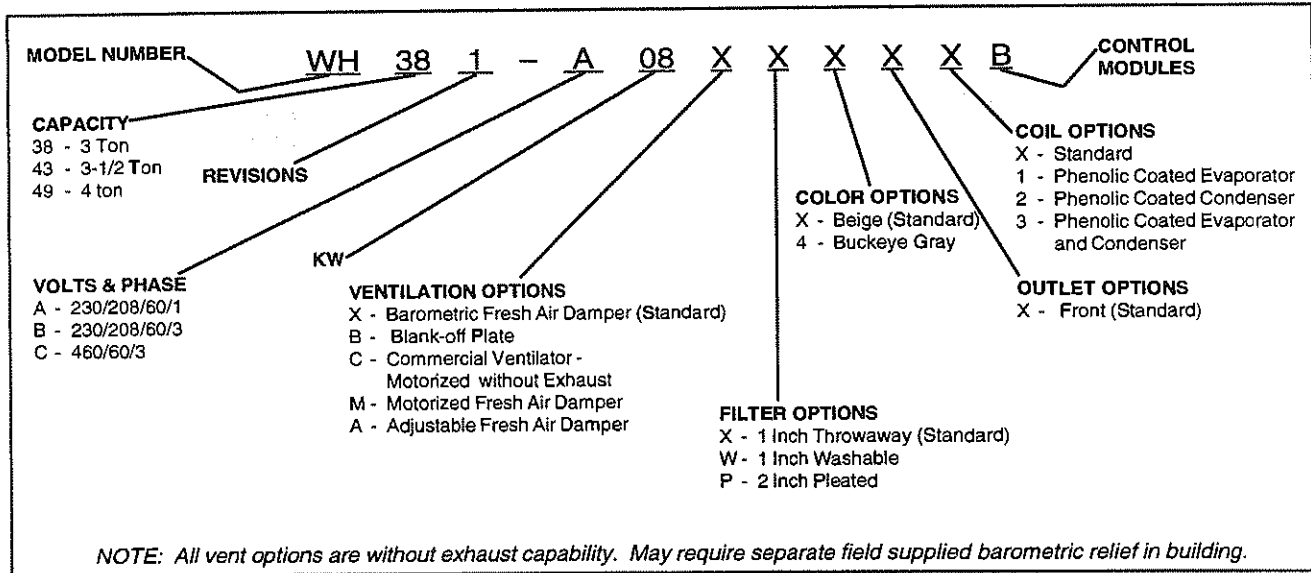 MODEL NUMBER
WH 38 1 - A 08 X X X X X B
CONTROL
MODULES
CAPACITY
38 - 3 Ton
43 - 3-1/2 Ton
49 - 4 ton
REVISIONS
VOLTS & PHASE
A - 230/208/60/1
B - 230/208/60/3
C - 460/60/3
KW
VENTILATION OPTIONS
X - Barometric Fresh Air Damper (Standard)
B - Blank-off Plate
C - Commercial Ventilator -
Motorized without Exhaust
M - Motorized Fresh Air Damper
A - Adjustable Fresh Air Damper
FILTER OPTIONS
X - 1 Inch Throwaway (Standard)
W - 1 Inch Washable
P - 2 Inch Pleated
COLOR OPTIONS
X - Beige (Standard)
4 - Buckeye Gray
OUTLET OPTIONS
X - Front (Standard)
COIL OPTIONS
X - Standard
1 - Phenolic Coated Evaporator
2 - Phenolic Coated Condenser
3 - Phenolic Coated Evaporator
and Condenser
NOTE: All vent options are without exhaust capability. May require separate field supplied barometric relief in building.